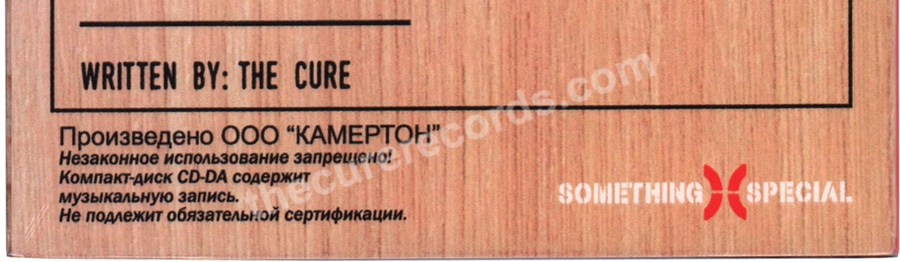 WRITTEN BY: THE CURE
Произведено ООО "КАМЕРТОН"
Незаконное использование запрещено!
Компакт-диск CD-DA содержит
музыкальную запись.
Не подлежит обязательной сертификации.
SOMETHING SPECIAL
thecurerecords.com